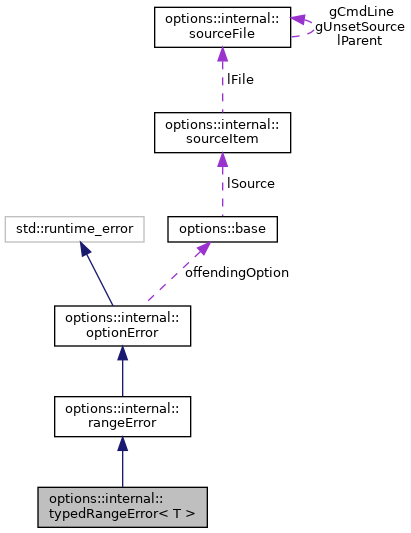 options::internal::
sourceFile
gCmdLine
gUnsetSource
lParent
lFile
options::internal::
sourceItem
lSource
std::runtime_error
options::base
offendingOption
options::internal::
optionError
options::internal::
rangeError
options::internal::
typedRangeError< T >